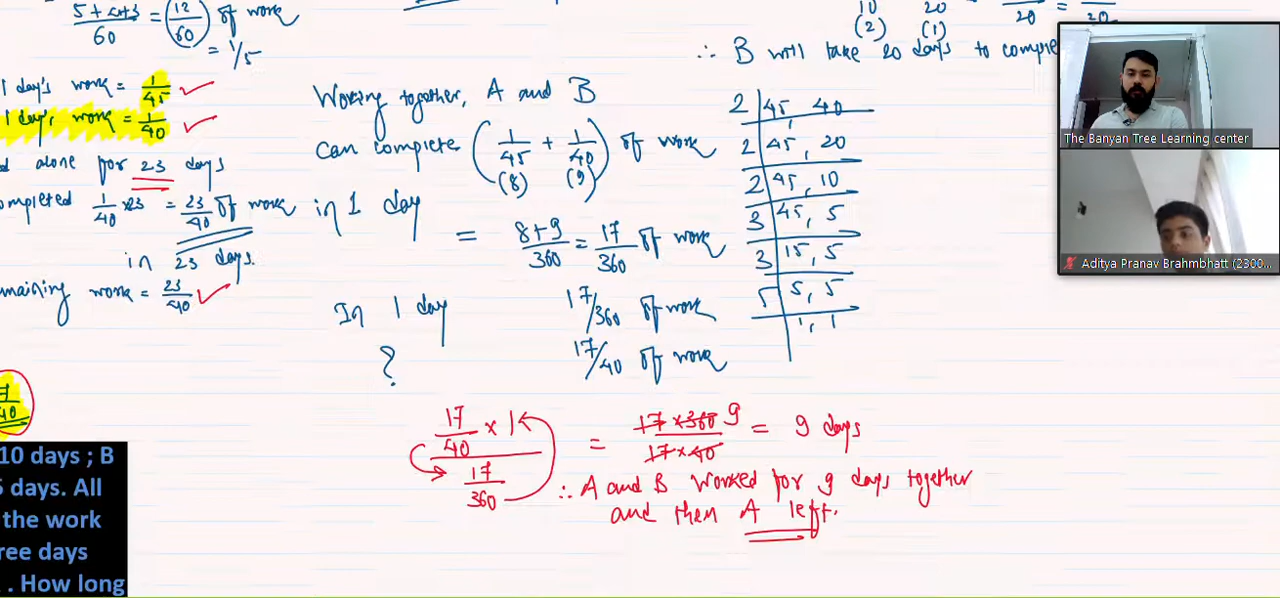 5+4+3/60 = 12/60 of work
= 1/5
1 day's work = 1/45
1 day's work = 1/40
alone for 23 days
completed 1/40 × 23 = 23/40 of work
in 23 days.
maining work = 23/40
40
10 days ; B
days. All
the work
ree days
. How long
Working together, A and B
can complete (1/45 + 1/40) of work
(8) (9)
in 1 day
= 8+9/360 = 17/360 of work
In 1 day 17/360 of work
? 17/40 of work
17/40 × 1
17/360
= 17×360/17×40 9 = 9 days
∴ A and B worked for 9 days together
and then A left.
10 20
(2) (1)
20 20
∴ B will take 20 days to comple
2 45, 40
2 45, 20
2 45, 10
3 45, 5
3 15, 5
5 5, 5
1, 1
The Banyan Tree Learning center
Aditya Pranav Brahmbhatt (2300...